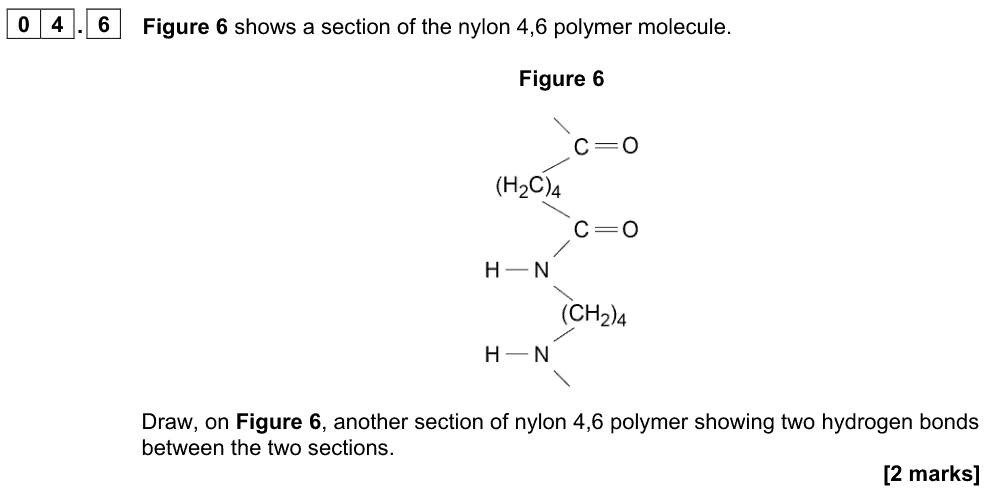 0 4 . 6 Figure 6 shows a section of the nylon 4,6 polymer molecule.
Figure 6
C=O
(H₂C)₄
C=O
H—N
(CH₂)₄
H—N
Draw, on Figure 6, another section of nylon 4,6 polymer showing two hydrogen bonds
between the two sections.
[2 marks]